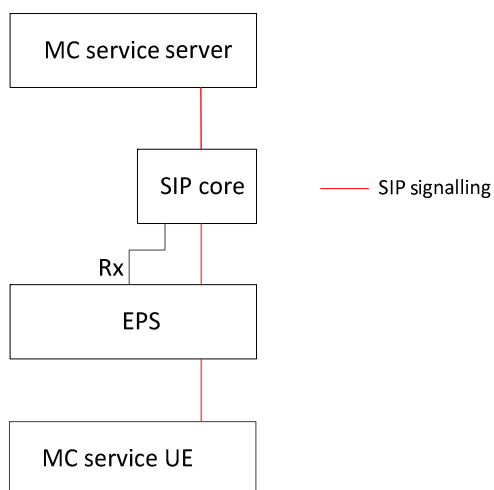 MC service server
SIP core
SIP signalling
Rx
EPS
MC service UE